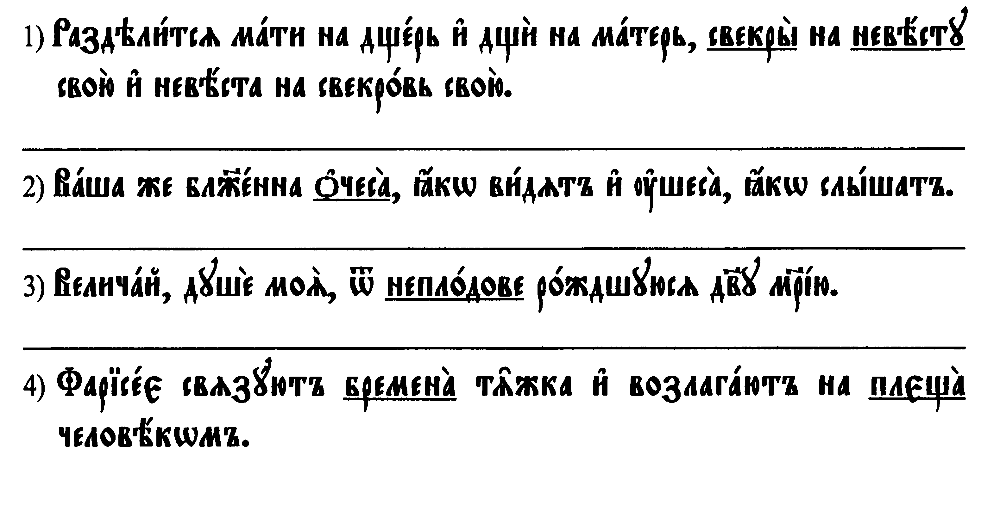 1) Раздѣли́тсѧ ма́ти на дще́рь и҆ дщѝ на ма́терь, свекры̀ на невѣ́стꙋ
свою̀ и҆ невѣ́ста на свекро́вь свою̀.
2) Ва́ша же бл҃же́нна ѻ҆чеса̀, ꙗ҆́кѡ ви́дѧтъ и҆ ᲂу҆шеса̀, ꙗ҆́кѡ слы́шатъ.
3) Велича́й, дꙋшѐ моѧ̀, ѿ непло́дове ро́ждшꙋюсѧ дв҃ꙋ мр҃і́ю.
4) Фарїсе́є свѧзꙋ́ютъ бремена̀ тѧ̑жка и҆ возлага́ютъ на плєща̀
человѣ́кѡмъ.